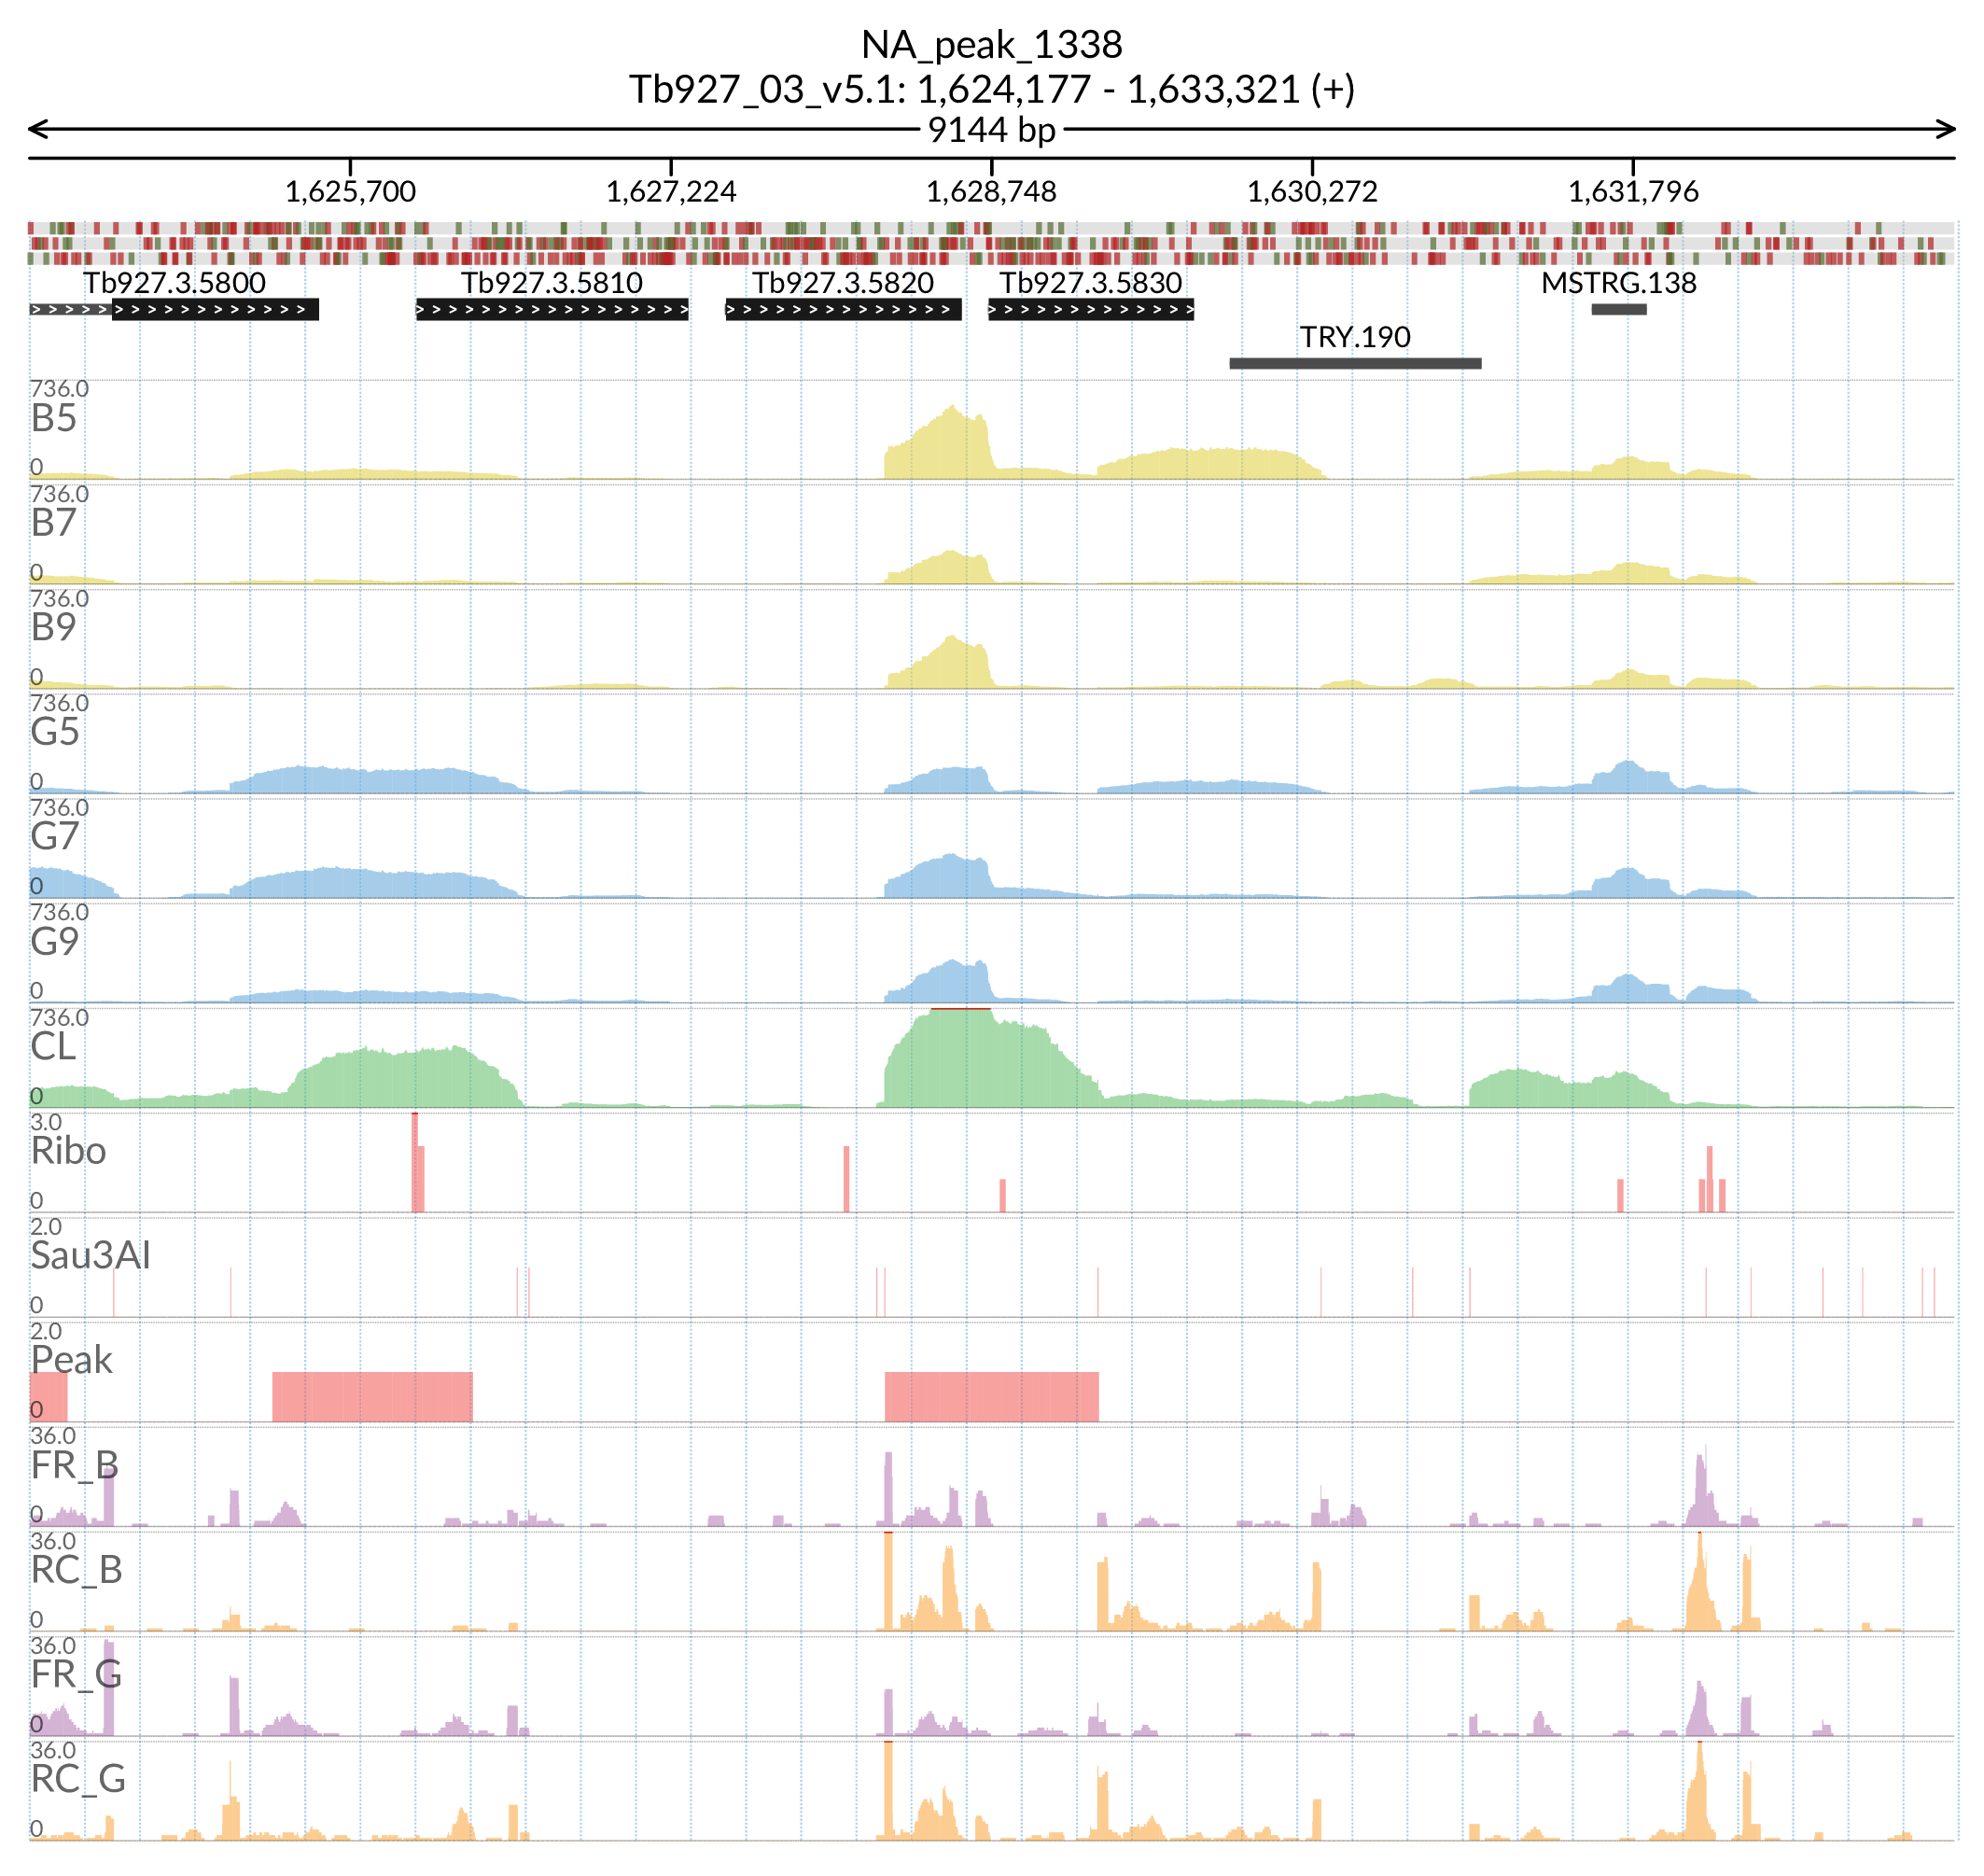 NA_peak_1338
Tb927_03_v5.1: 1,624,177 - 1,633,321 (+)
9144 bp
1,625,700 1,627,224 1,628,748 1,630,272 1,631,796
Tb927.3.5800 Tb927.3.5810 Tb927.3.5820 Tb927.3.5830 MSTRG.138
TRY.190
736.0
B5
0
736.0
B7
0
736.0
B9
0
736.0
G5
0
736.0
G7
0
736.0
G9
0
736.0
CL
0
3.0
Ribo
0
2.0
Sau3AI
0
2.0
Peak
0
36.0
FR_B
0
36.0
RC_B
0
36.0
FR_G
0
36.0
RC_G
0